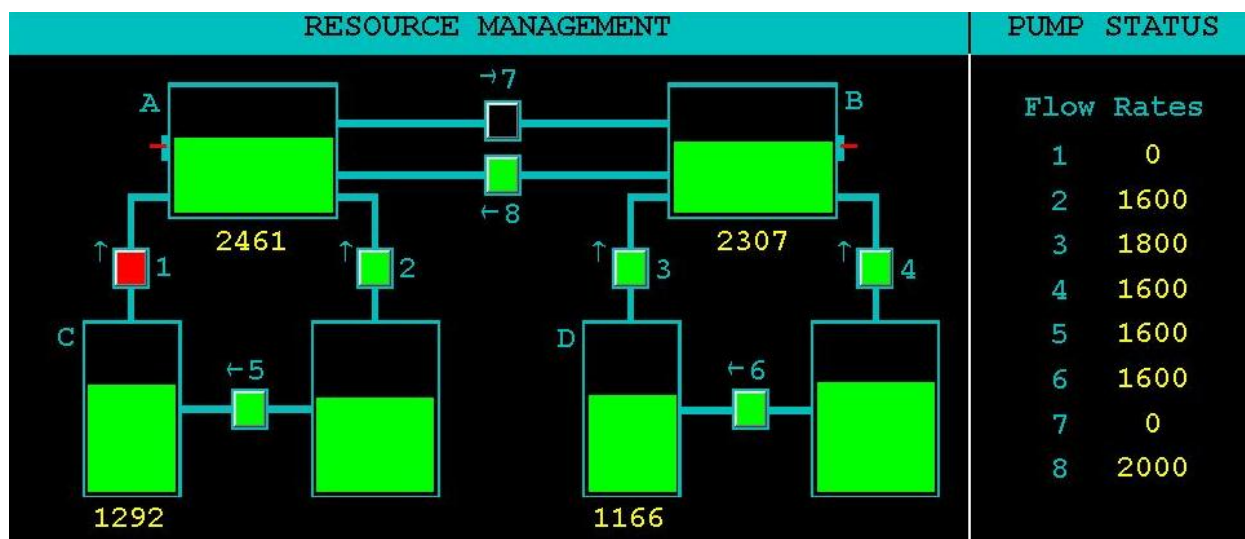 RESOURCE MANAGEMENT
PUMP STATUS
→7
A
B
←8
2461
2307
↑ 1
↑ 2
↑ 3
↑ 4
C
←5
D
←6
1292
1166
Flow Rates
1 0
2 1600
3 1800
4 1600
5 1600
6 1600
7 0
8 2000